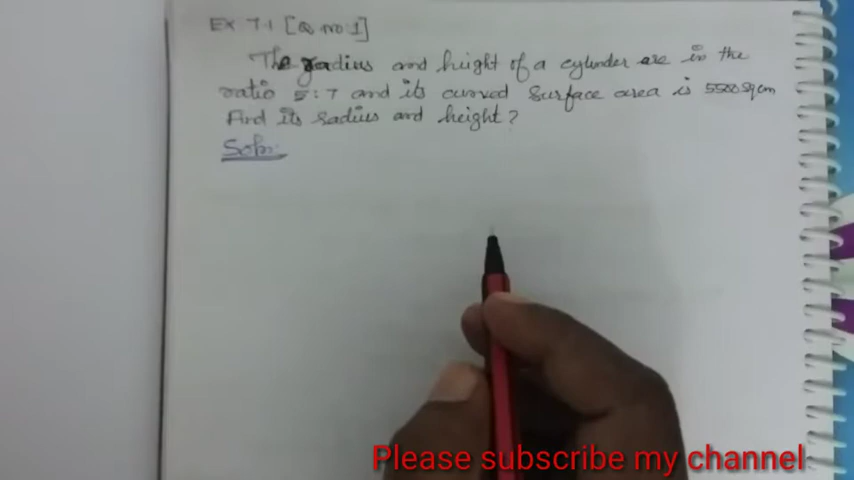 EX 7.1 [Q no 1]
The radius and height of a cylinder are in the
ratio 5:7 and its curved surface area is 5500 sq cm
Find its radius and height?
Soln:
Please subscribe my channel